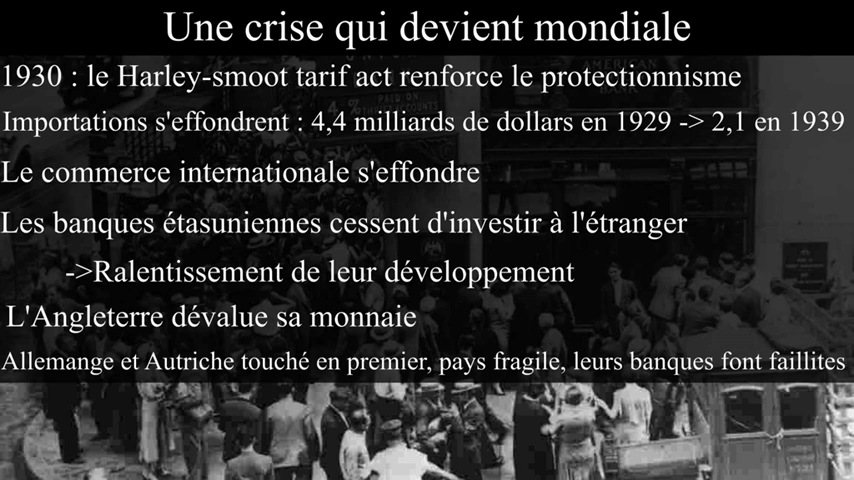 Une crise qui devient mondiale
1930 : le Harley-smoot tarif act renforce le protectionnisme
Importations s'effondrent : 4,4 milliards de dollars en 1929 -> 2,1 en 1939
Le commerce internationale s'effondre
Les banques étasuniennes cessent d'investir à l'étranger
->Ralentissement de leur développement
L'Angleterre dévalue sa monnaie
Allemange et Autriche touché en premier, pays fragile, leurs banques font faillites